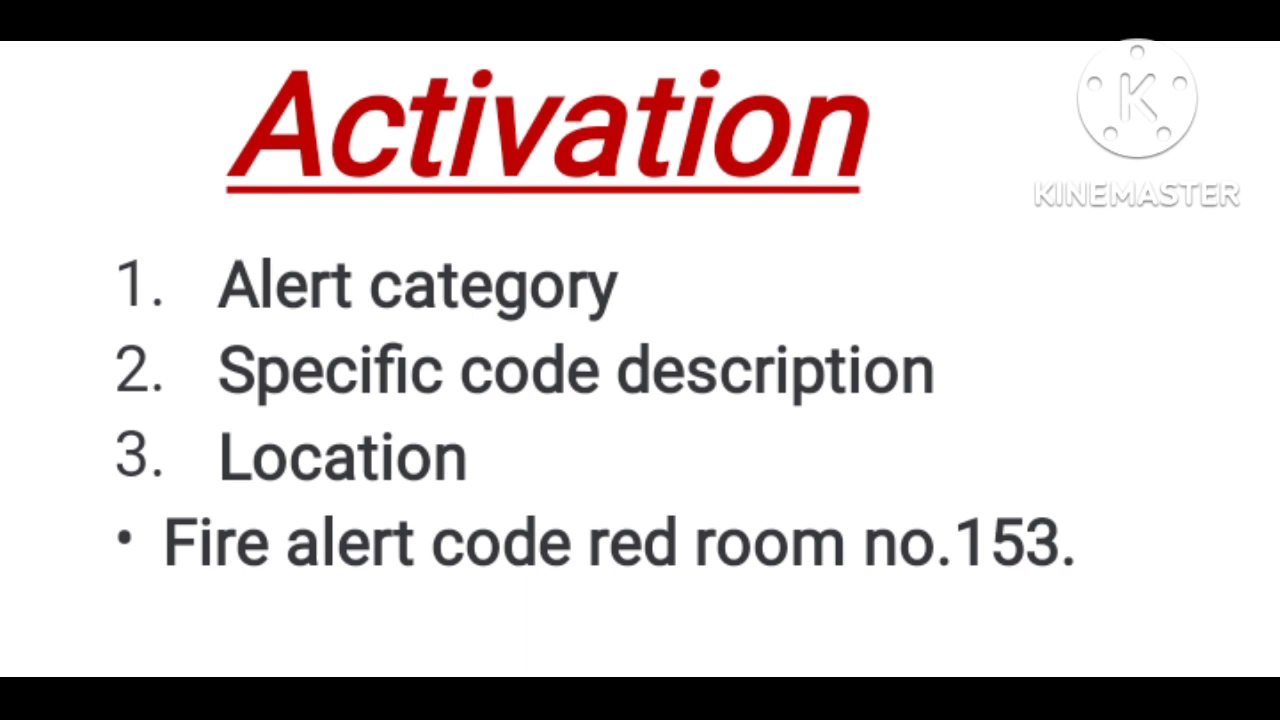 Activation
KINEMASTER
1. Alert category
2. Specific code description
3. Location
• Fire alert code red room no.153.